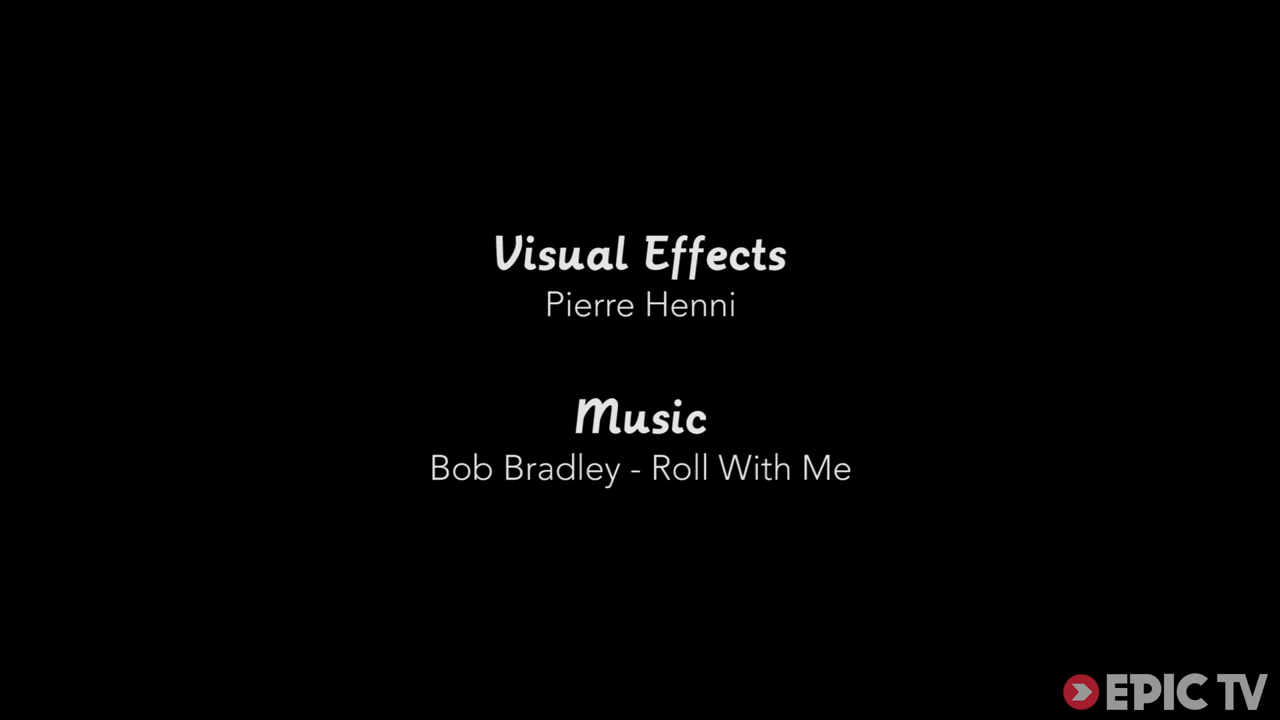 Visual Effects
Pierre Henni
Music
Bob Bradley - Roll With Me
EPIC TV